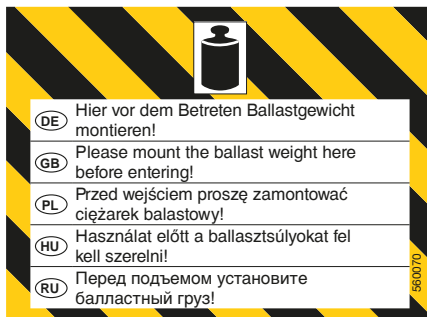 DE Hier vor dem Betreten Ballastgewicht
montieren!
GB Please mount the ballast weight here
before entering!
PL Przed wejściem proszę zamontować
ciężarek balastowy!
HU Használat előtt a ballasztsúlyokat fel
kell szerelni!
RU Перед подъемом установите
балластный груз!
560070